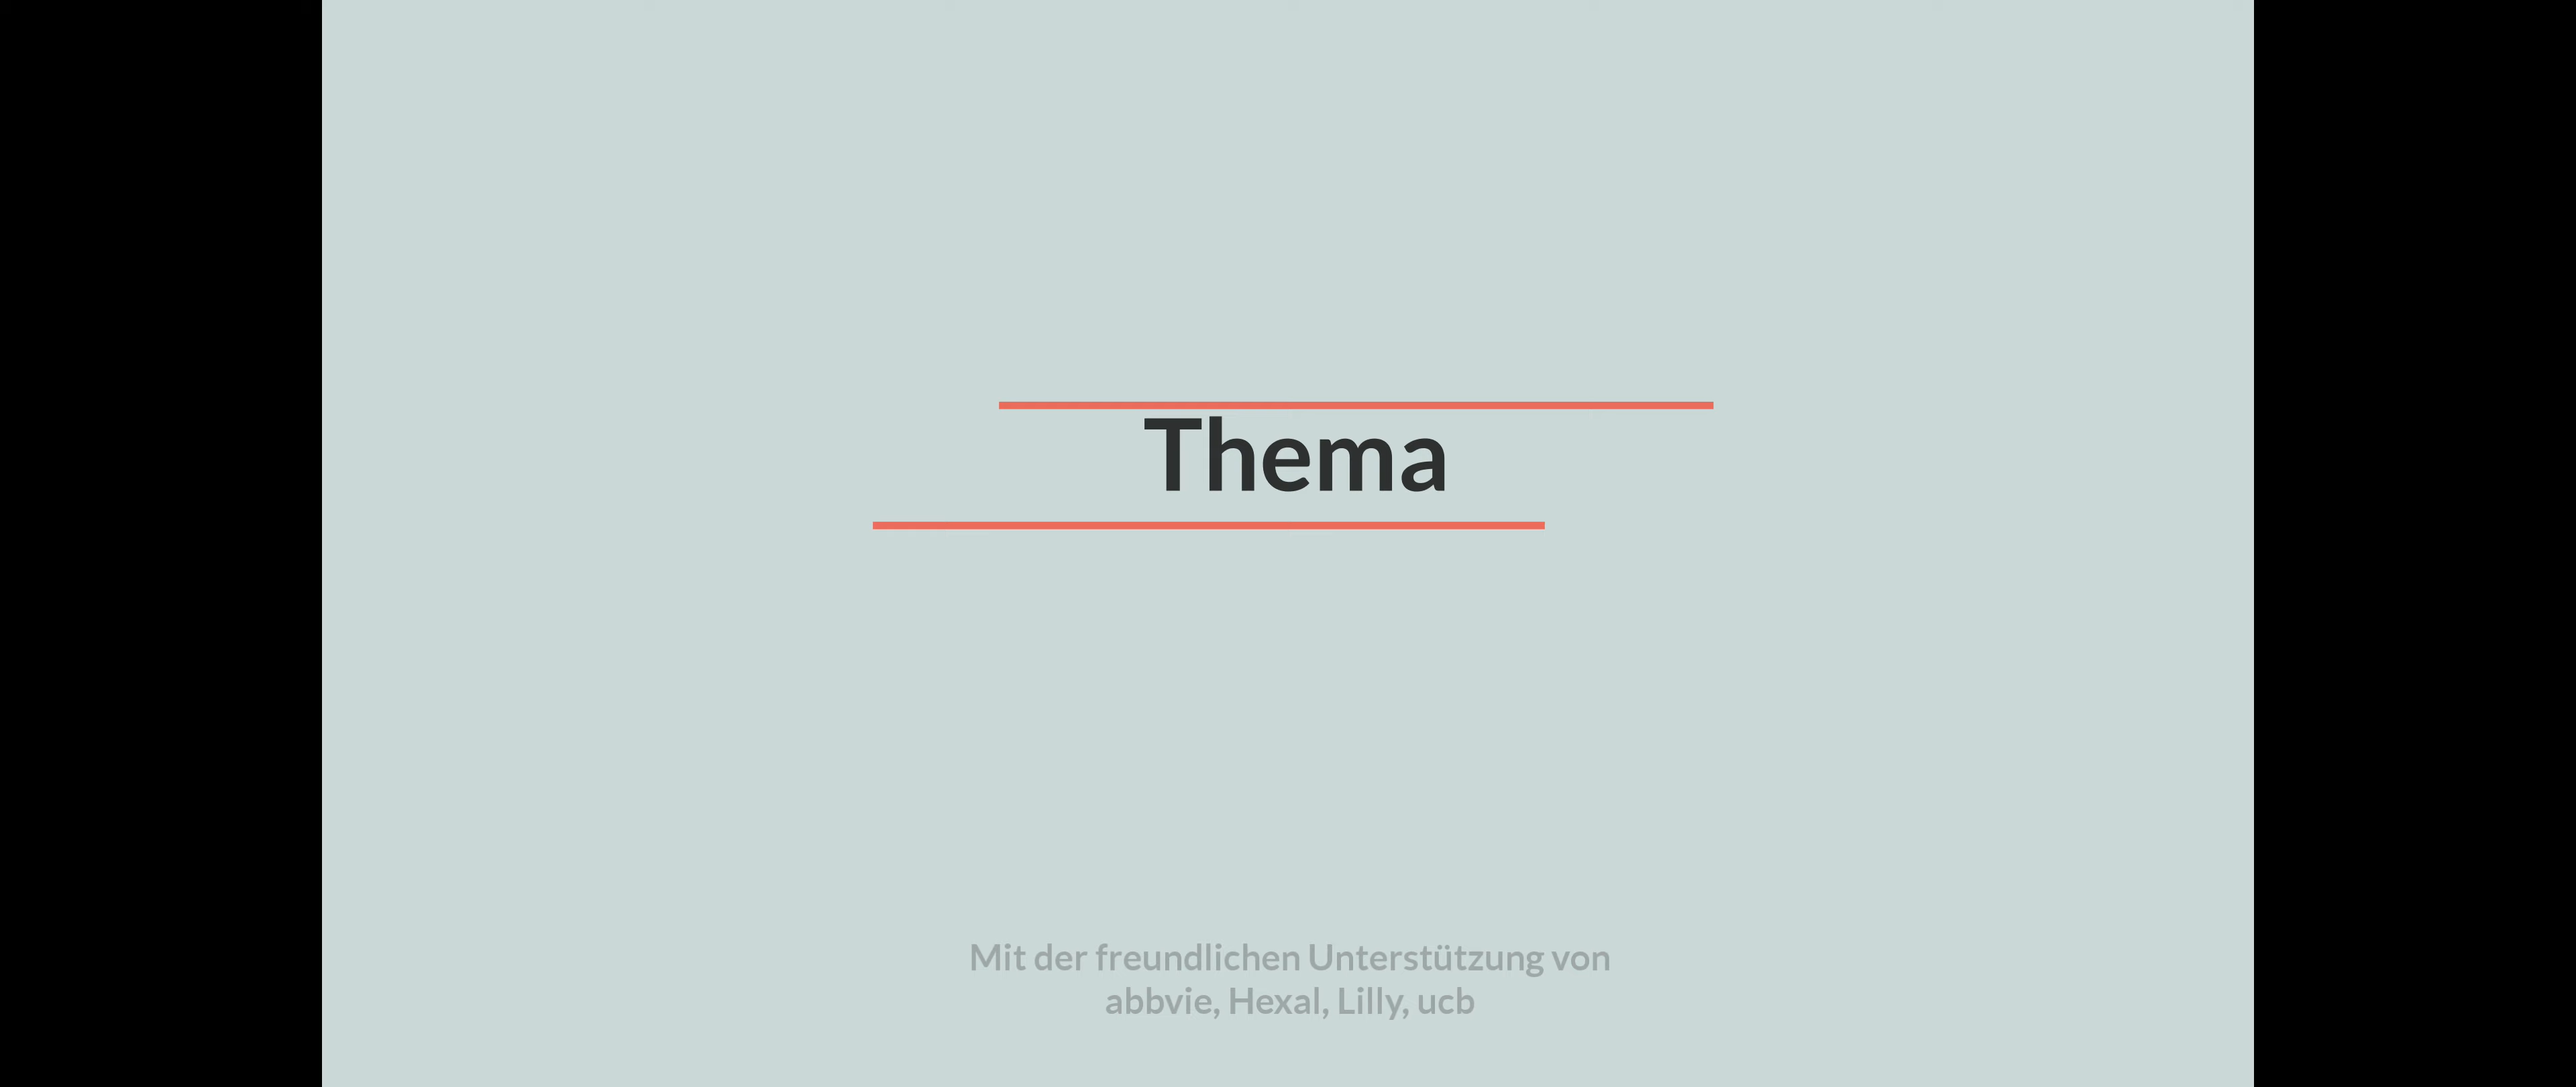 Thema
Mit der freundlichen Unterstützung von
abbvie, Hexal, Lilly, ucb